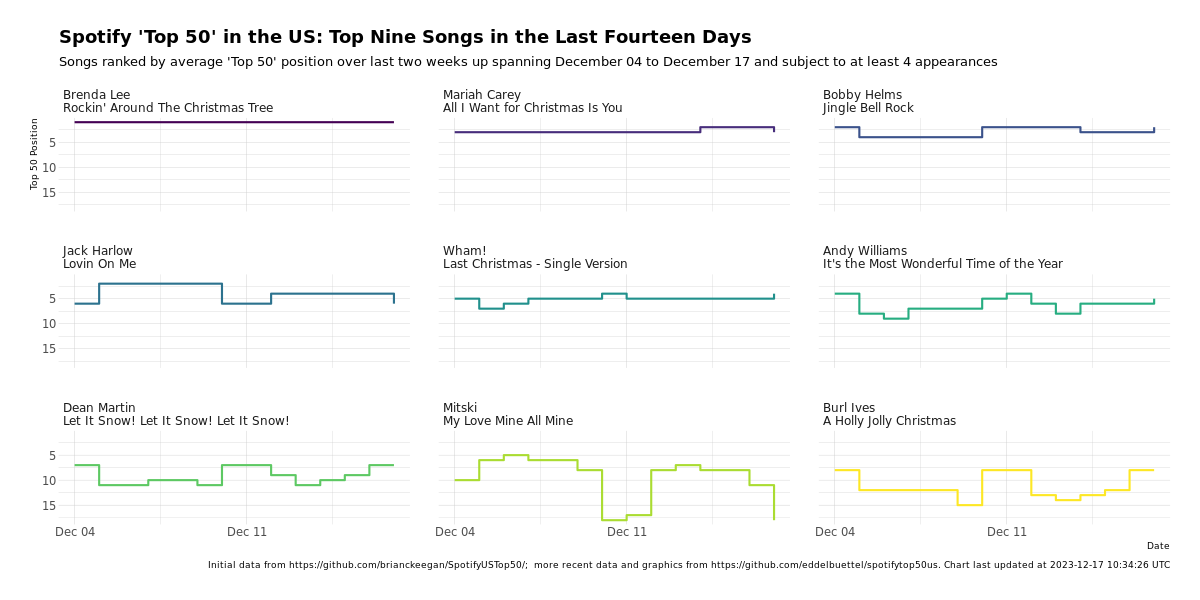 Spotify 'Top 50' in the US: Top Nine Songs in the Last Fourteen Days
Songs ranked by average 'Top 50' position over last two weeks up spanning December 04 to December 17 and subject to at least 4 appearances
Brenda Lee
Rockin' Around The Christmas Tree
Mariah Carey
All I Want for Christmas Is You
Bobby Helms
Jingle Bell Rock
Top 50 Position
5
10
15
Jack Harlow
Lovin On Me
Wham!
Last Christmas - Single Version
Andy Williams
It's the Most Wonderful Time of the Year
5
10
15
Dean Martin
Let It Snow! Let It Snow! Let It Snow!
Mitski
My Love Mine All Mine
Burl Ives
A Holly Jolly Christmas
5
10
15
Dec 04
Dec 11
Dec 04
Dec 11
Dec 04
Dec 11
Date
Initial data from https://github.com/brianckeegan/SpotifyUSTop50/;  more recent data and graphics from https://github.com/eddelbuettel/spotifytop50us. Chart last updated at 2023-12-17 10:34:26 UTC